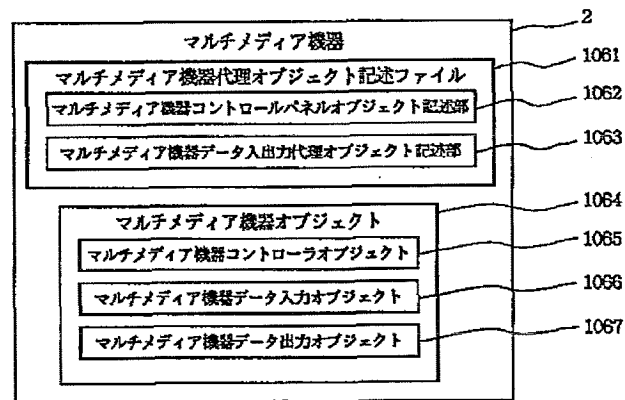 マルチメディア機器
2
マルチメディア機器代理オブジェクト記述ファイル
1061
マルチメディア機器コントロールパネルオブジェクト記述部
1062
マルチメディア機器データ入出力代理オブジェクト記述部
1063
マルチメディア機器オブジェクト
1064
マルチメディア機器コントローラオブジェクト
1065
マルチメディア機器データ入力オブジェクト
1066
マルチメディア機器データ出力オブジェクト
1067